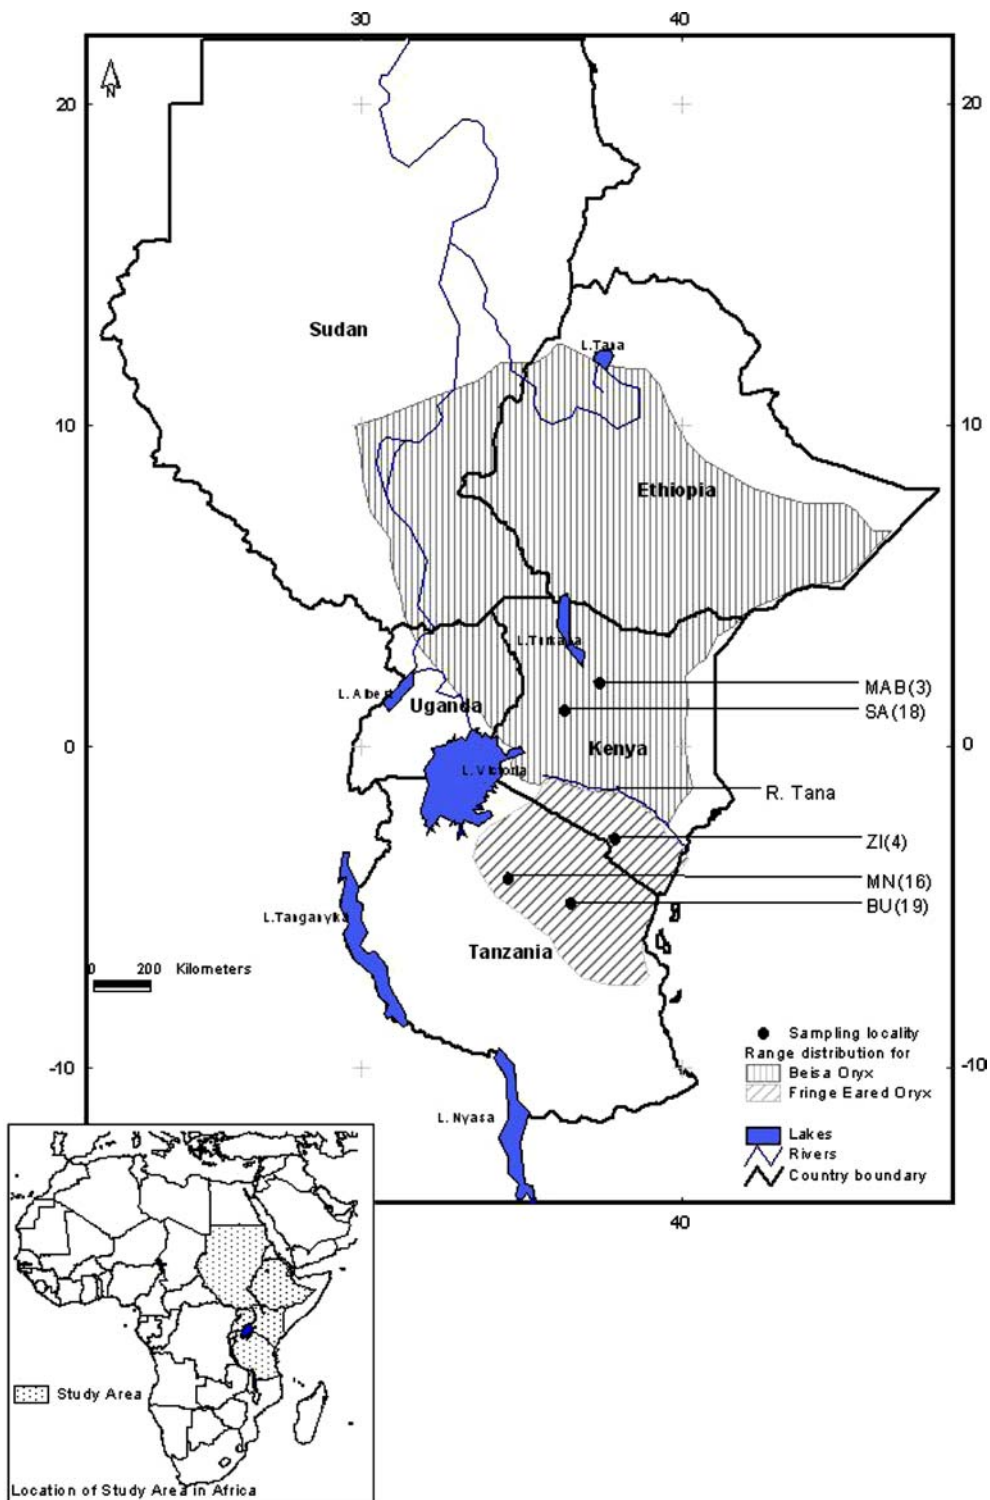 30 40
N
20 20
Sudan
L.Tana
10 10
Ethiopia
L.Turkana
MAB(3)
L. Albert
Uganda
SA(18)
0 Kenya 0
L. Victoria
R. Tana
ZI(4)
MN(16)
BU(19)
L.Tanganyika
Tanzania
0 200 Kilometers
Sampling locality
Range distribution for
-10 -10
Beisa Oryx
Fringe Eared Oryx
L. Nyasa
Lakes
Rivers
Country boundary
40
Study Area
Location of Study Area in Africa